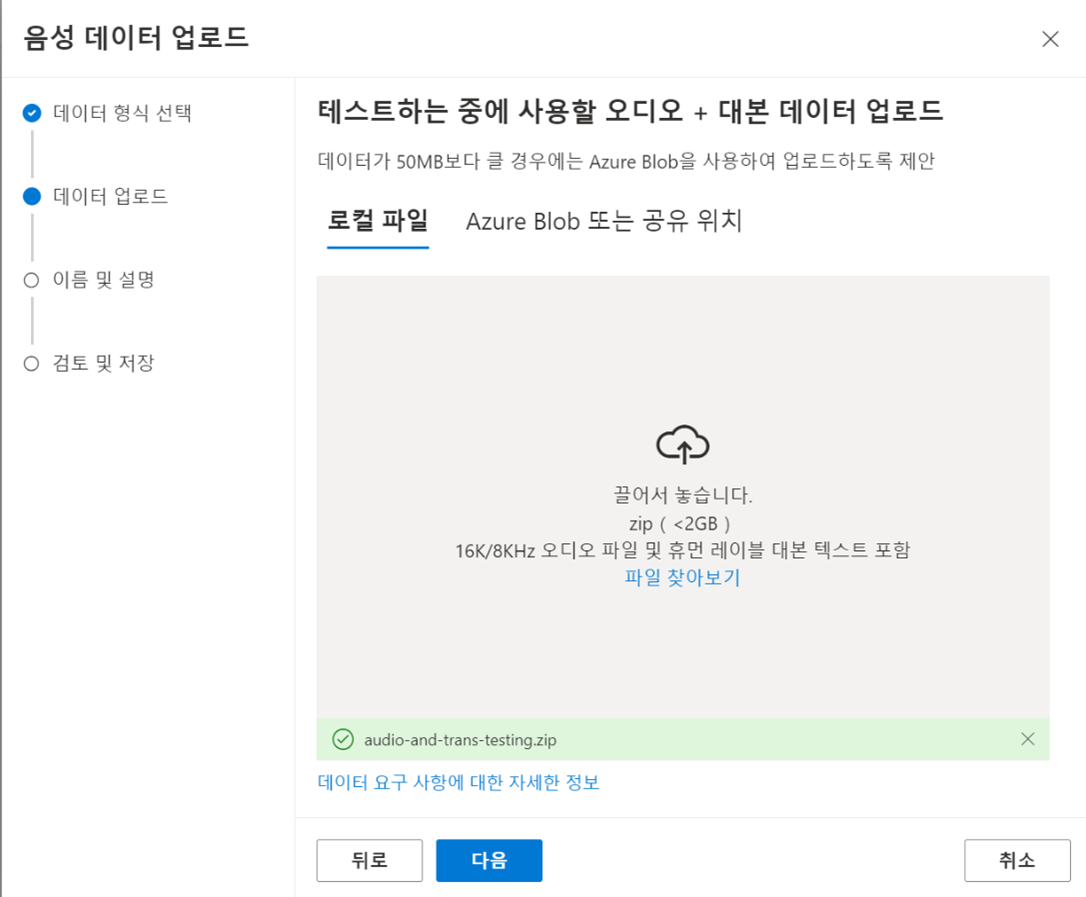 음성 데이터 업로드
데이터 형식 선택
데이터 업로드
이름 및 설명
검토 및 저장
테스트하는 중에 사용할 오디오 + 대본 데이터 업로드
데이터가 50MB보다 클 경우에는 Azure Blob을 사용하여 업로드하도록 제안
로컬 파일
Azure Blob 또는 공유 위치
끌어서 놓습니다.
zip ( <2GB )
16K/8KHz 오디오 파일 및 휴먼 레이블 대본 텍스트 포함
파일 찾아보기
audio-and-trans-testing.zip
데이터 요구 사항에 대한 자세한 정보
뒤로
다음
취소